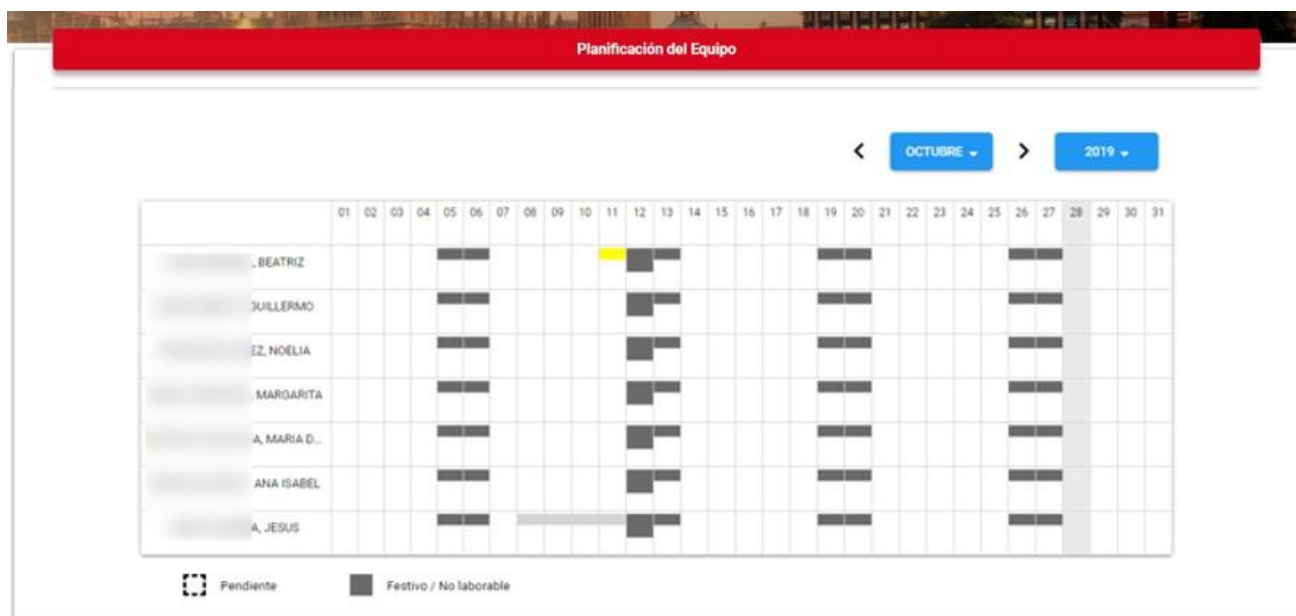 Planificación del Equipo
OCTUBRE 2019
01 02 03 04 05 06 07 08 09 10 11 12 13 14 15 16 17 18 19 20 21 22 23 24 25 26 27 28 29 30 31
, BEATRIZ
GUILLERMO
EZ, NOELIA
, MARGARITA
A, MARIA D...
ANA ISABEL
A, JESUS
Pendiente Festivo / No laborable